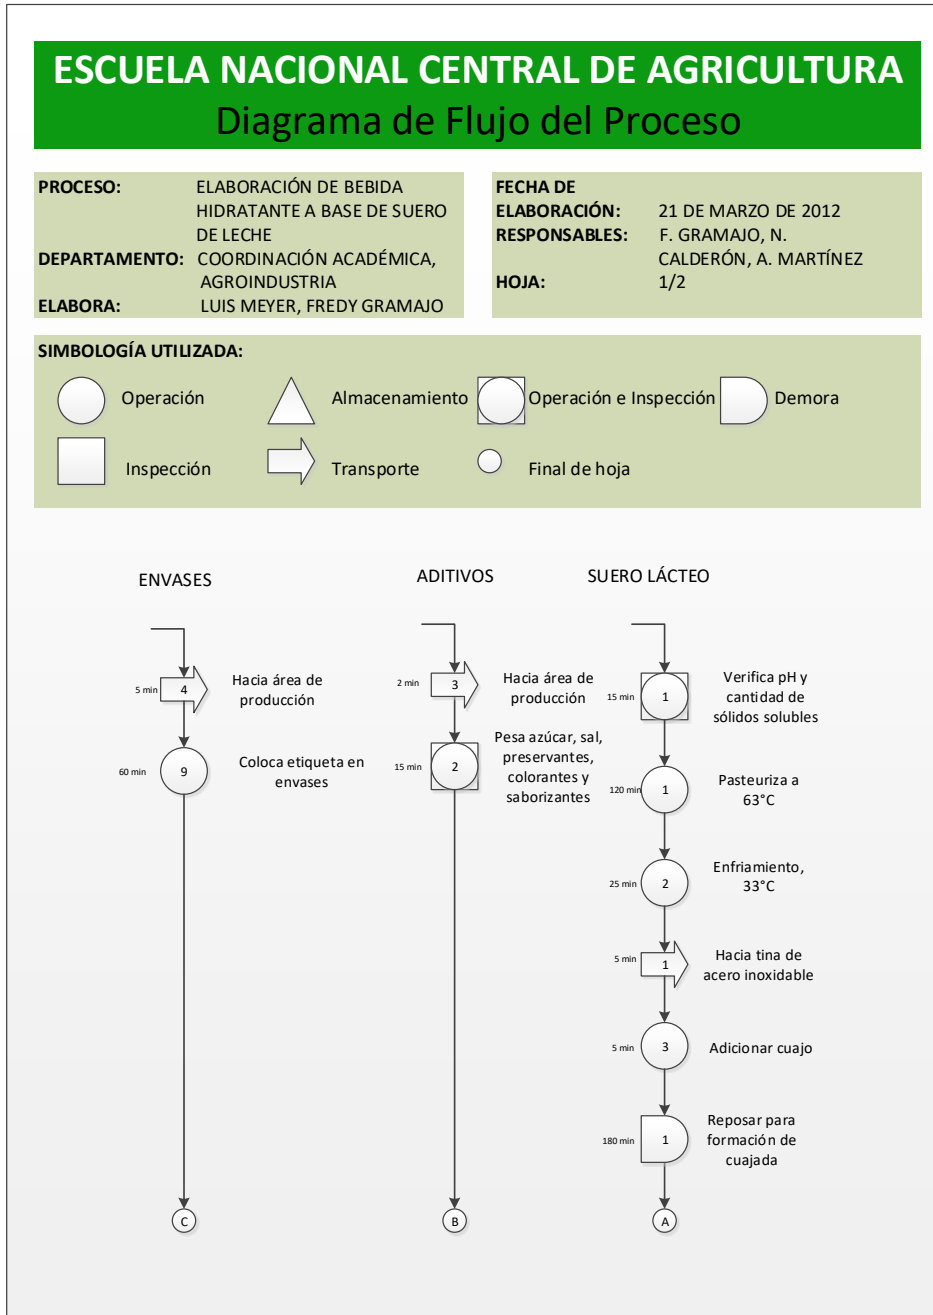 ESCUELA NACIONAL CENTRAL DE AGRICULTURA
Diagrama de Flujo del Proceso
PROCESO: ELABORACIÓN DE BEBIDA
HIDRATANTE A BASE DE SUERO
DE LECHE
DEPARTAMENTO: COORDINACIÓN ACADÉMICA,
AGROINDUSTRIA
ELABORA: LUIS MEYER, FREDY GRAMAJO
FECHA DE
ELABORACIÓN: 21 DE MARZO DE 2012
RESPONSABLES: F. GRAMAJO, N.
CALDERÓN, A. MARTÍNEZ
HOJA: 1/2
SIMBOLOGÍA UTILIZADA:
Operación
Almacenamiento
Operación e Inspección
Demora
Inspección
Transporte
Final de hoja
ENVASES
5 min
4
Hacia área de
producción
60 min
9
Coloca etiqueta en
envases
C
ADITIVOS
2 min
3
Hacia área de
producción
15 min
2
Pesa azúcar, sal,
preservantes,
colorantes y
saborizantes
B
SUERO LÁCTEO
15 min
1
Verifica pH y
cantidad de
sólidos solubles
120 min
1
Pasteuriza a
63°C
25 min
2
Enfriamiento,
33°C
5 min
1
Hacia tina de
acero inoxidable
5 min
3
Adicionar cuajo
180 min
1
Reposar para
formación de
cuajada
A